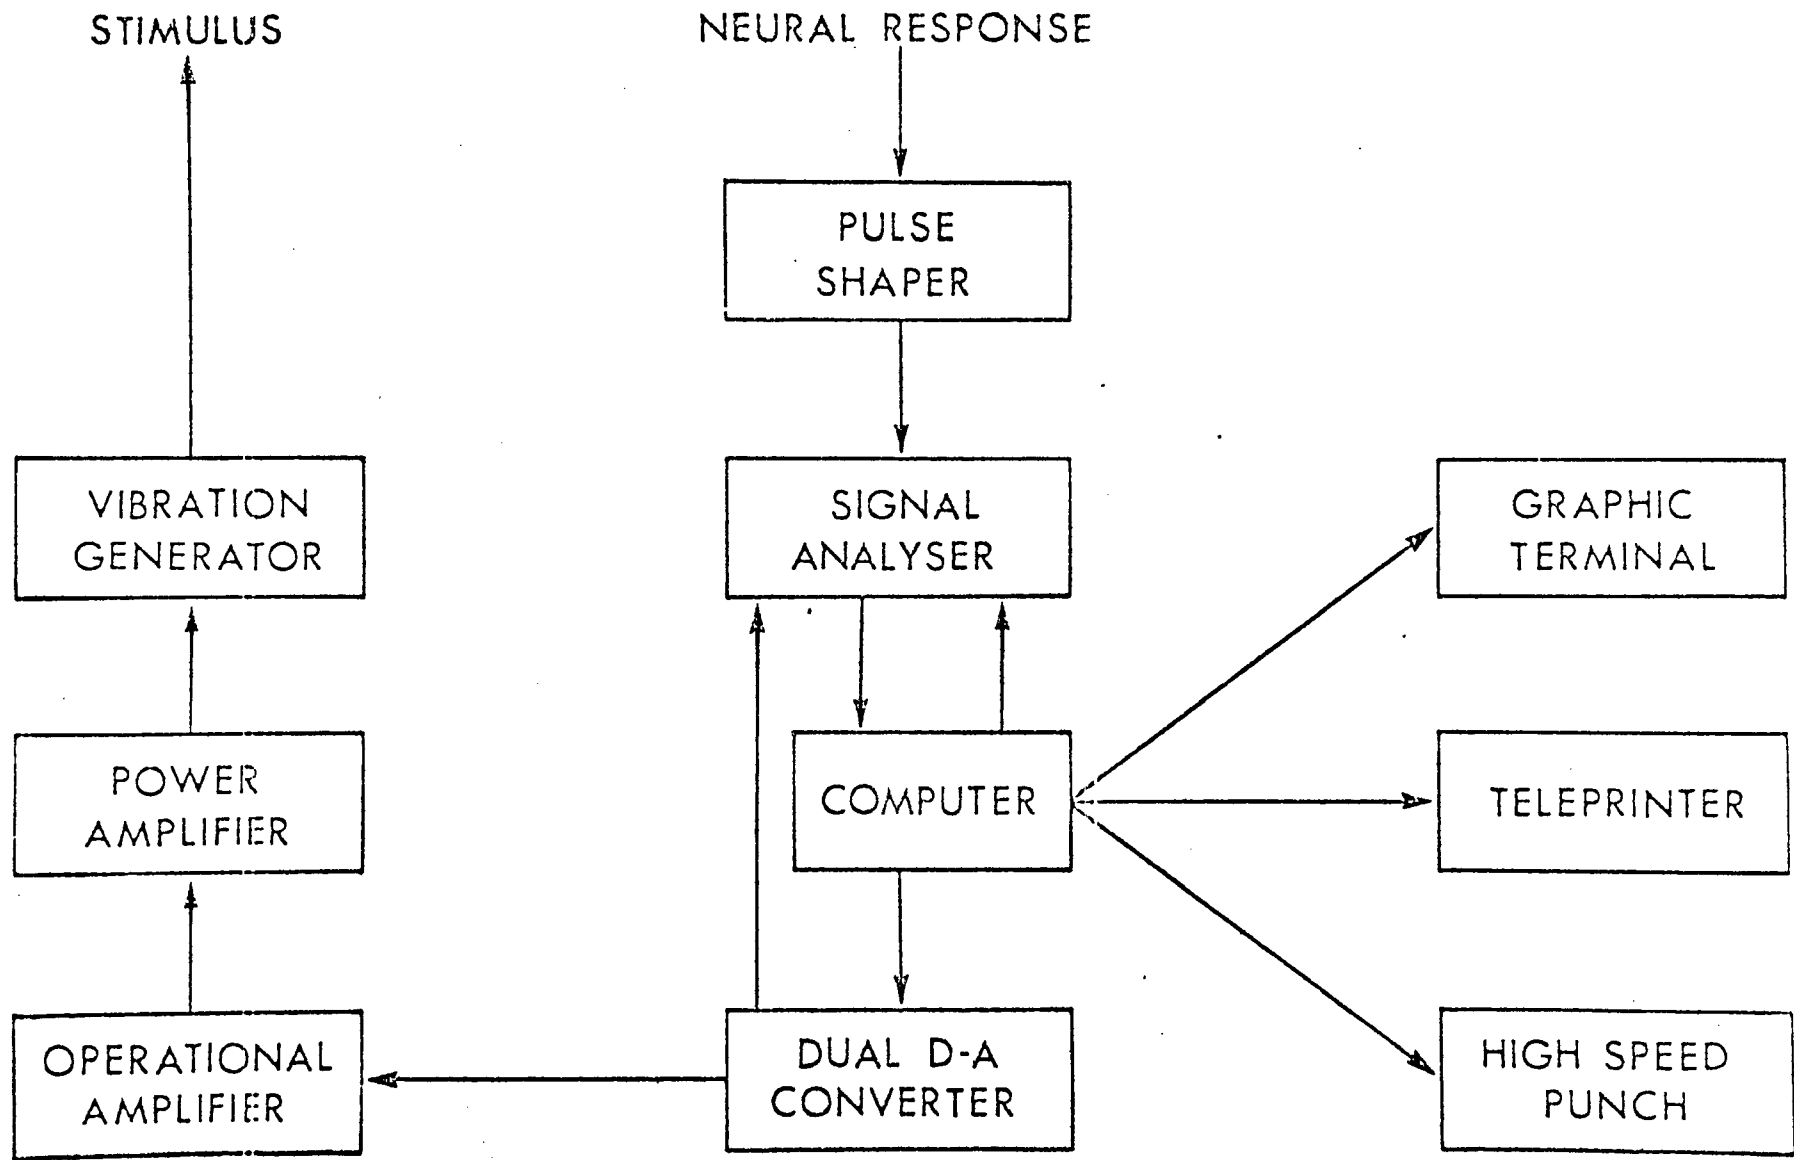 STIMULUS
NEURAL RESPONSE
PULSE
SHAPER
VIBRATION
GENERATOR
SIGNAL
ANALYSER
GRAPHIC
TERMINAL
POWER
AMPLIFIER
COMPUTER
TELEPRINTER
OPERATIONAL
AMPLIFIER
DUAL D-A
CONVERTER
HIGH SPEED
PUNCH